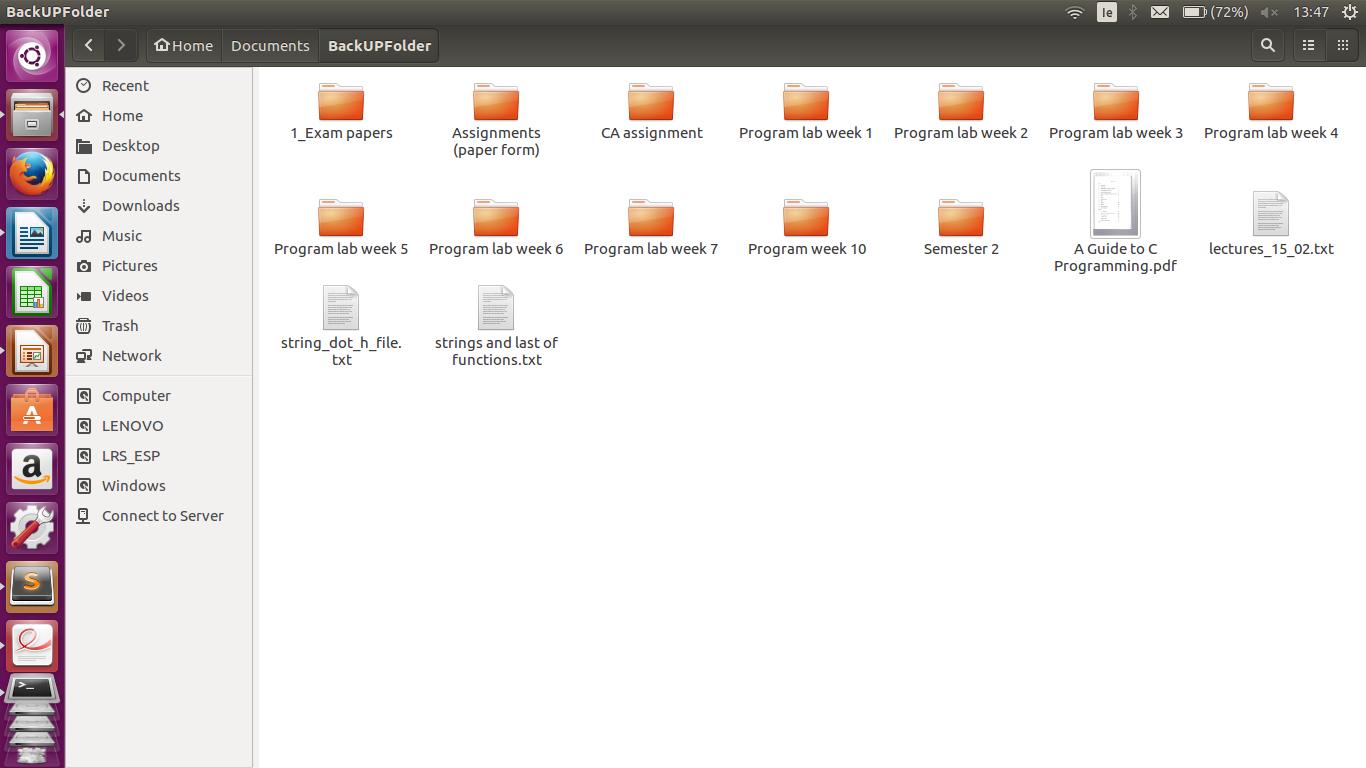 BackUPFolder
Ie
(72%)
13:47
Home
Documents
BackUPFolder
Recent
Home
Desktop
Documents
Downloads
Music
Pictures
Videos
Trash
Network
Computer
LENOVO
LRS_ESP
Windows
Connect to Server
1_Exam papers
Assignments
(paper form)
CA assignment
Program lab week 1
Program lab week 2
Program lab week 3
Program lab week 4
Program lab week 5
Program lab week 6
Program lab week 7
Program week 10
Semester 2
A Guide to C
Programming.pdf
lectures_15_02.txt
string_dot_h_file.
txt
strings and last of
functions.txt